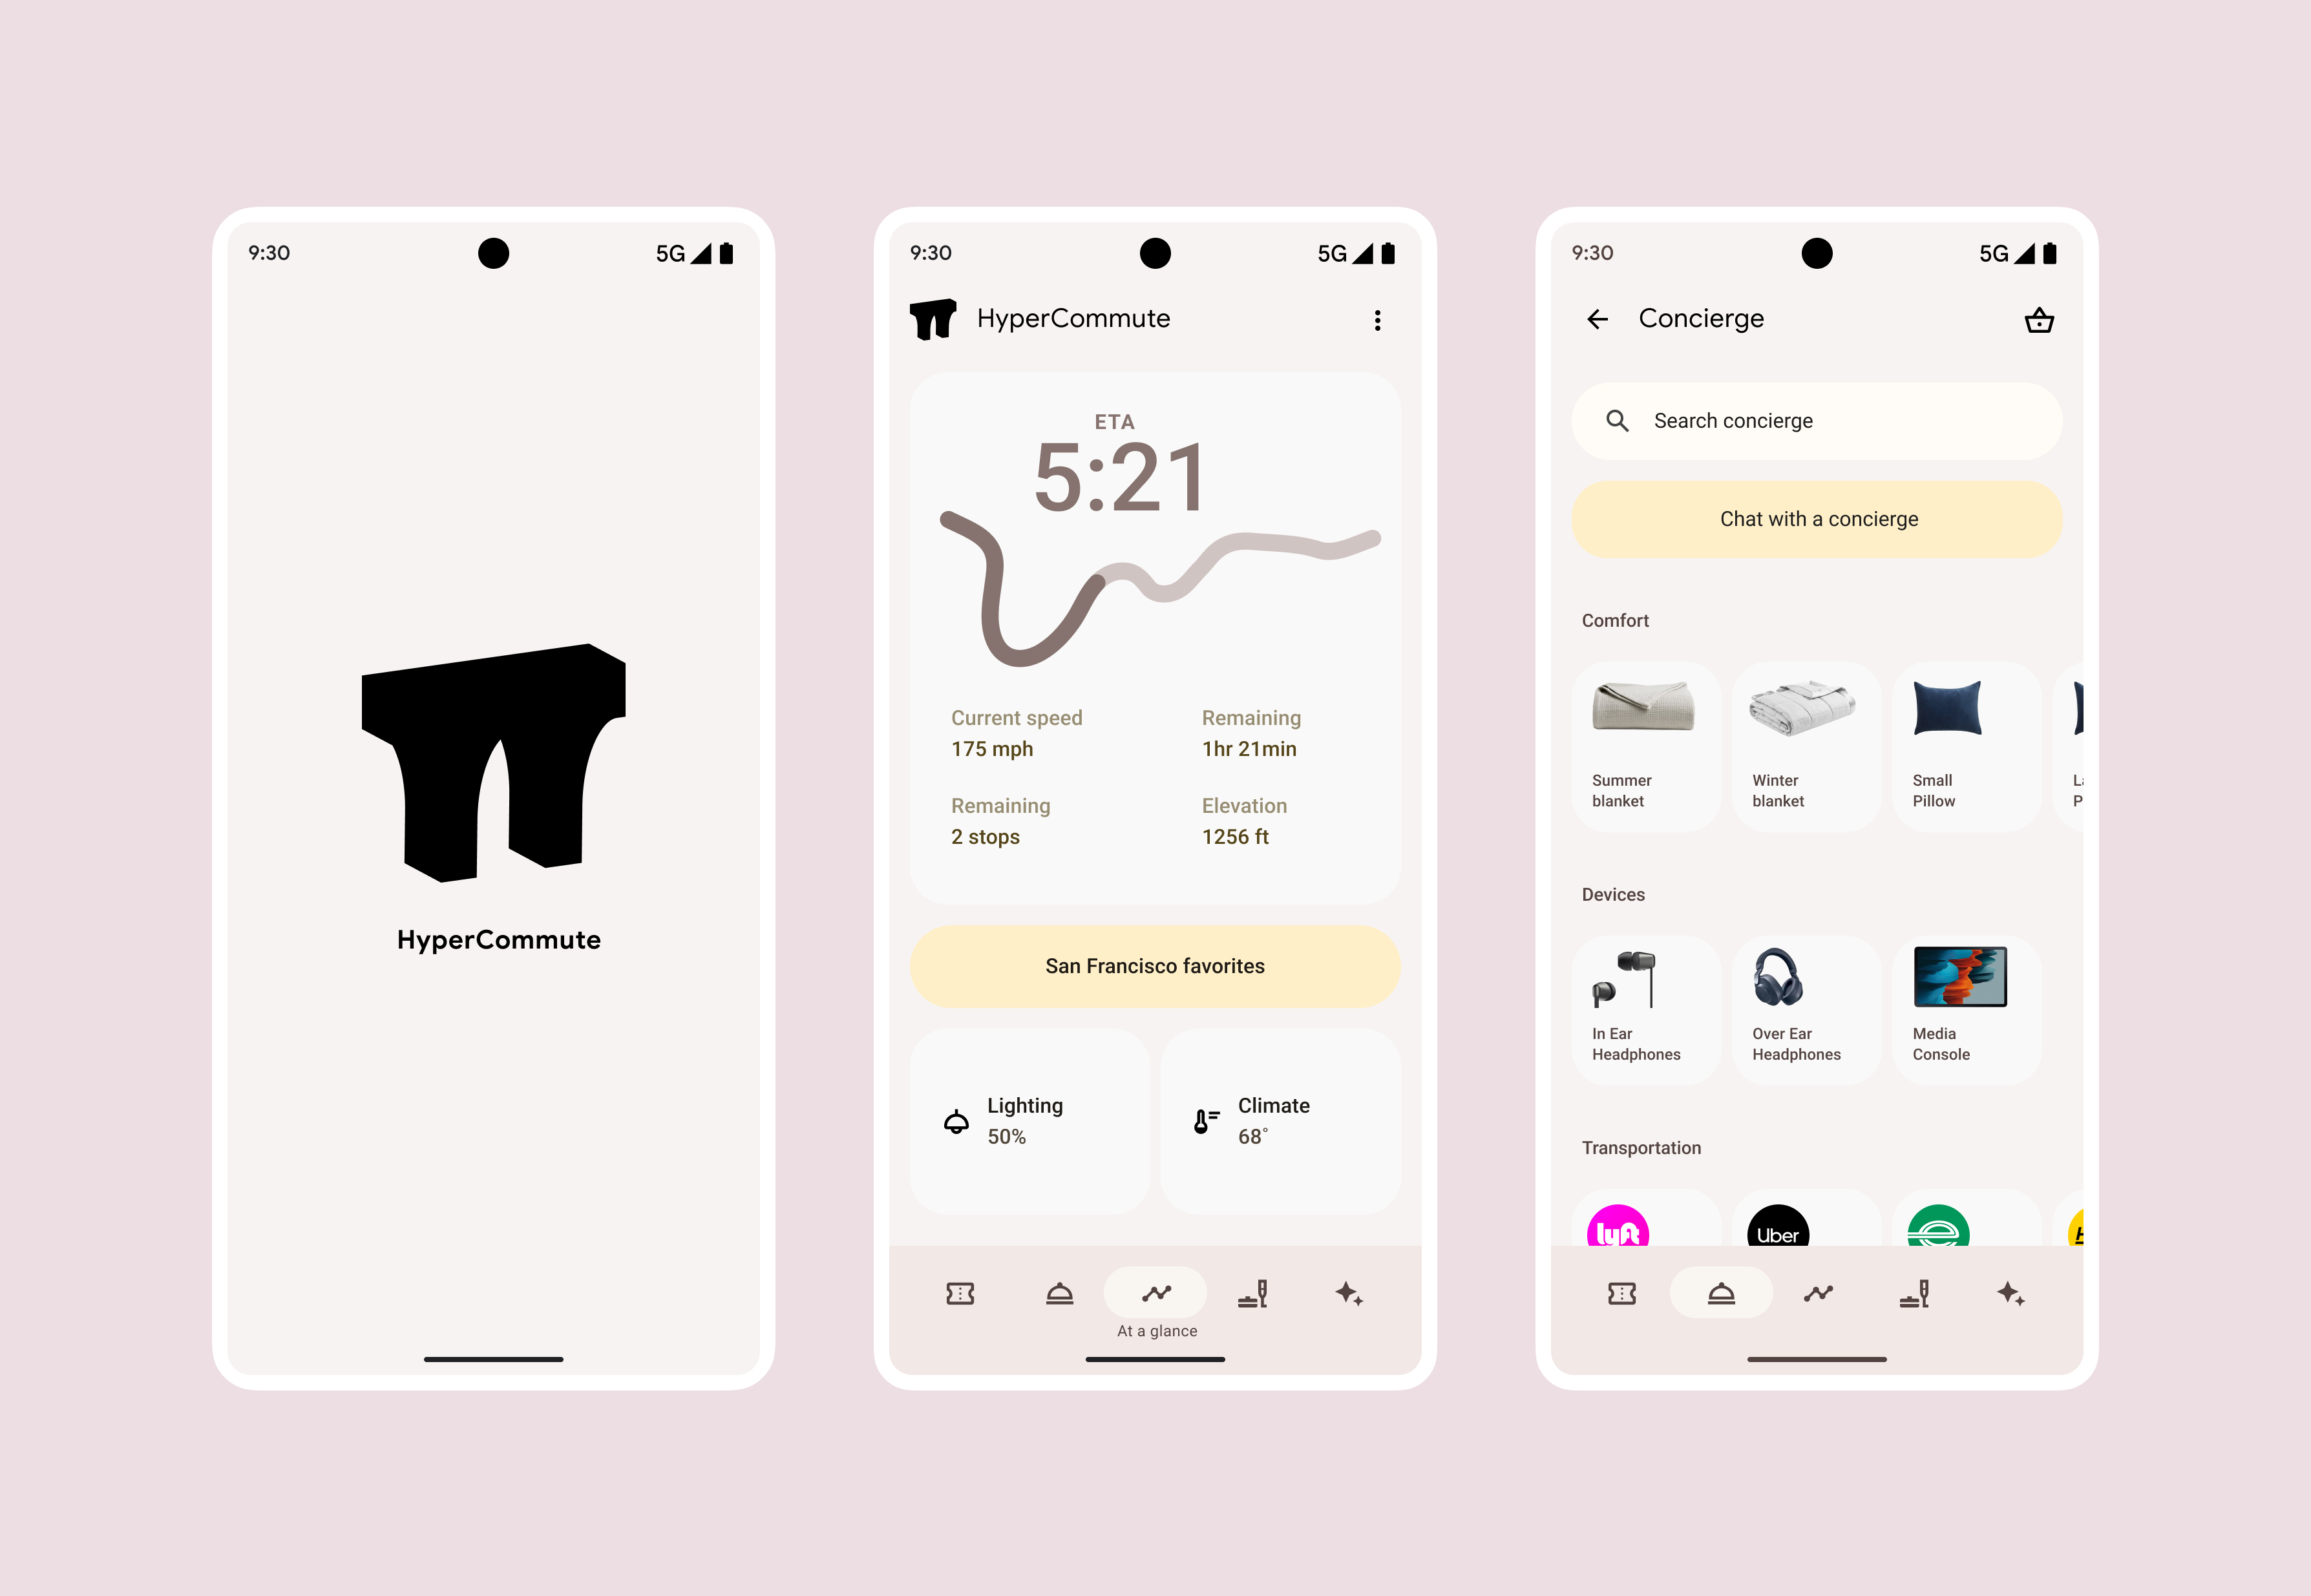 9:30
5G
HyperCommute
9:30
5G
HyperCommute
ETA
5:21
Current speed
175 mph
Remaining
1hr 21min
Remaining
2 stops
Elevation
1256 ft
San Francisco favorites
Lighting
50%
Climate
68°
At a glance
9:30
5G
Concierge
Search concierge
Chat with a concierge
Comfort
Summer
blanket
Winter
blanket
Small
Pillow
Devices
In Ear
Headphones
Over Ear
Headphones
Media
Console
Transportation
lyft
Uber